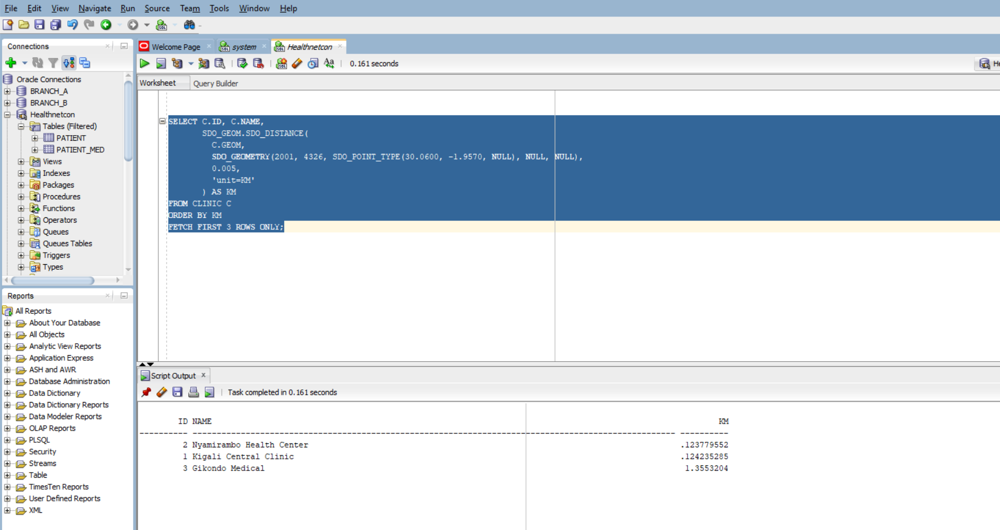 File Edit View Navigate Run Source Team Tools Window Help
Connections
Oracle Connections
BRANCH_A
BRANCH_B
Healthnetcon
Tables (Filtered)
PATIENT
PATIENT_MED
Views
Indexes
Packages
Procedures
Functions
Operators
Queues
Queues Tables
Triggers
Types
Reports
All Reports
About Your Database
All Objects
Analytic View Reports
Application Express
ASH and AWR
Database Administration
Data Dictionary
Data Dictionary Reports
Data Modeler Reports
OLAP Reports
PLSQL
Security
Streams
Table
TimesTen Reports
User Defined Reports
XML
Welcome Page system Healthnetcon
0.161 seconds
Worksheet Query Builder
SELECT C.ID, C.NAME,
SDO_GEOM.SDO_DISTANCE(
C.GEOM,
SDO_GEOMETRY(2001, 4326, SDO_POINT_TYPE(30.0600, -1.9570, NULL), NULL, NULL),
0.005,
'unit=KM'
) AS KM
FROM CLINIC C
ORDER BY KM
FETCH FIRST 3 ROWS ONLY;
Script Output
Task completed in 0.161 seconds
ID NAME KM
2 Nyamirambo Health Center .123779552
1 Kigali Central Clinic .124235285
3 Gikondo Medical 1.3553204